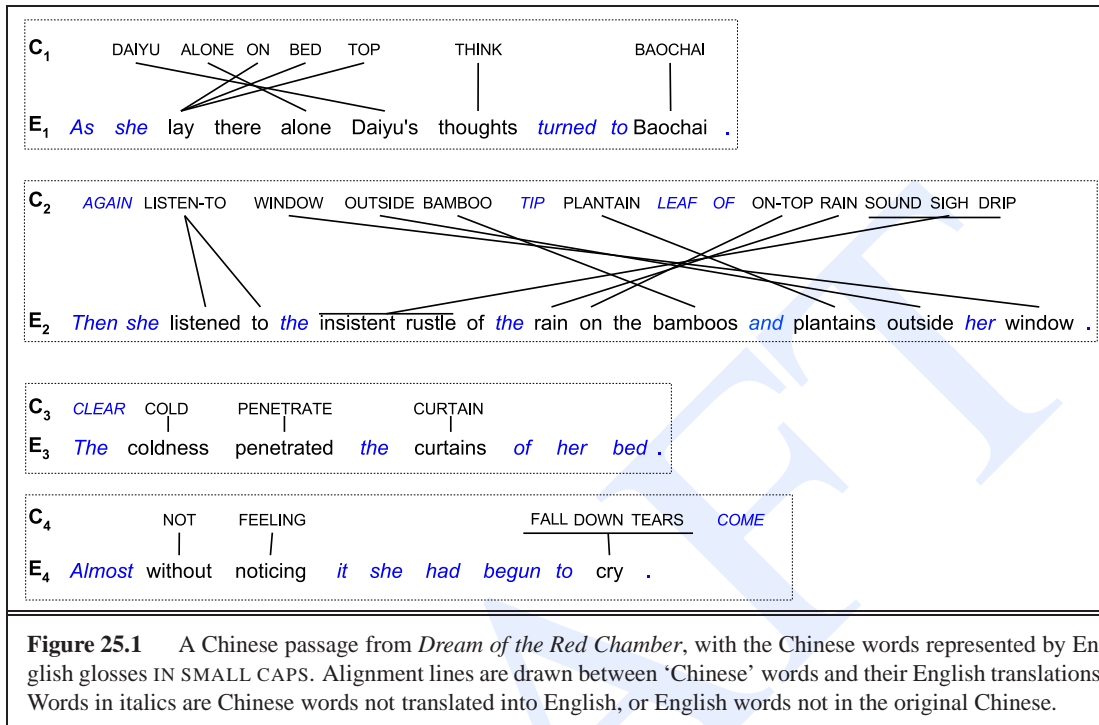 C1 DAIYU ALONE ON BED TOP THINK BAOCHAI
E1 As she lay there alone Daiyu's thoughts turned to Baochai .
C2 AGAIN LISTEN-TO WINDOW OUTSIDE BAMBOO TIP PLANTAIN LEAF OF ON-TOP RAIN SOUND SIGH DRIP
E2 Then she listened to the insistent rustle of the rain on the bamboos and plantains outside her window .
C3 CLEAR COLD PENETRATE CURTAIN
E3 The coldness penetrated the curtains of her bed .
C4 NOT FEELING FALL DOWN TEARS COME
E4 Almost without noticing it she had begun to cry .
Figure 25.1 A Chinese passage from Dream of the Red Chamber, with the Chinese words represented by En-
glish glosses IN SMALL CAPS. Alignment lines are drawn between ‘Chinese’ words and their English translations.
Words in italics are Chinese words not translated into English, or English words not in the original Chinese.